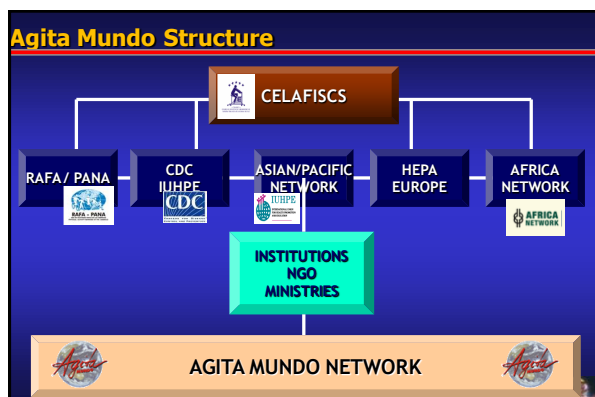 Agita Mundo Structure
CELAFISCS
RAFA / PANA
CDC
IUHPE
ASIAN/PACIFIC
NETWORK
HEPA
EUROPE
AFRICA
NETWORK
RAFA - PANA
CDC
IUHPE
AFRICA
NETWORK
INSTITUTIONS
NGO
MINISTRIES
Agita
AGITA MUNDO NETWORK
Agita